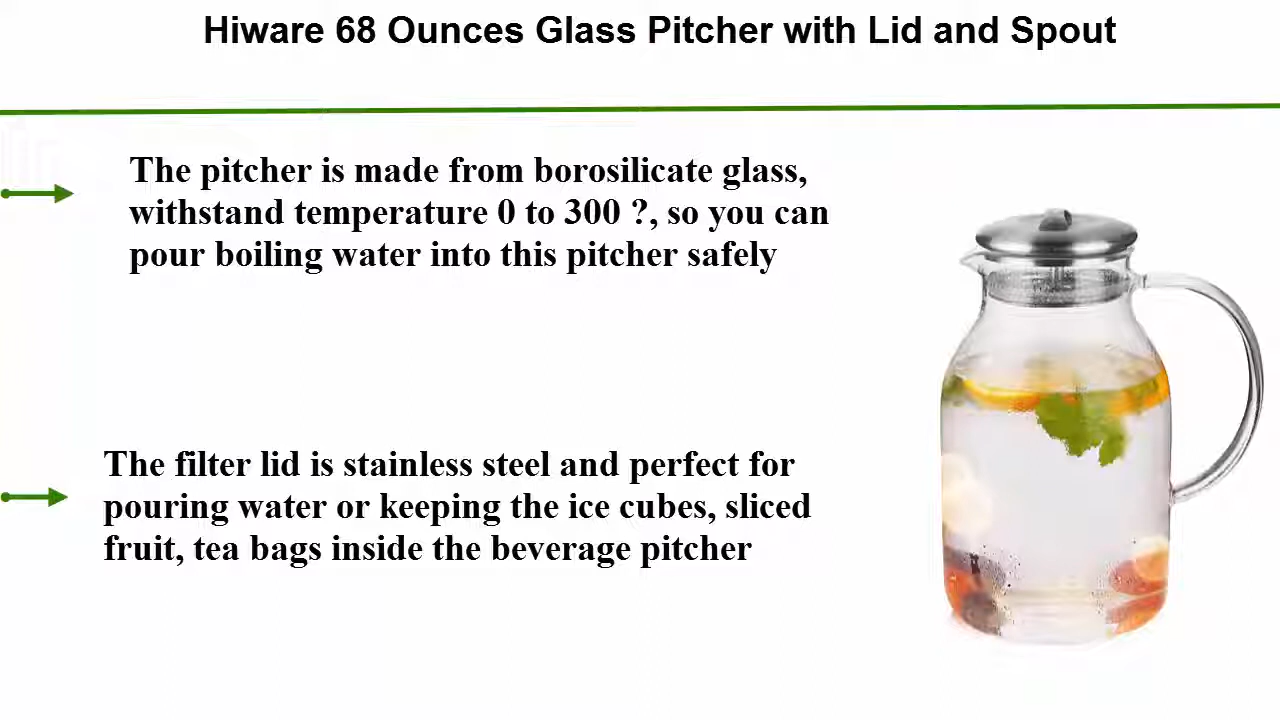 Hiware 68 Ounces Glass Pitcher with Lid and Spout
The pitcher is made from borosilicate glass,
withstand temperature 0 to 300 ?, so you can
pour boiling water into this pitcher safely
The filter lid is stainless steel and perfect for
pouring water or keeping the ice cubes, sliced
fruit, tea bags inside the beverage pitcher